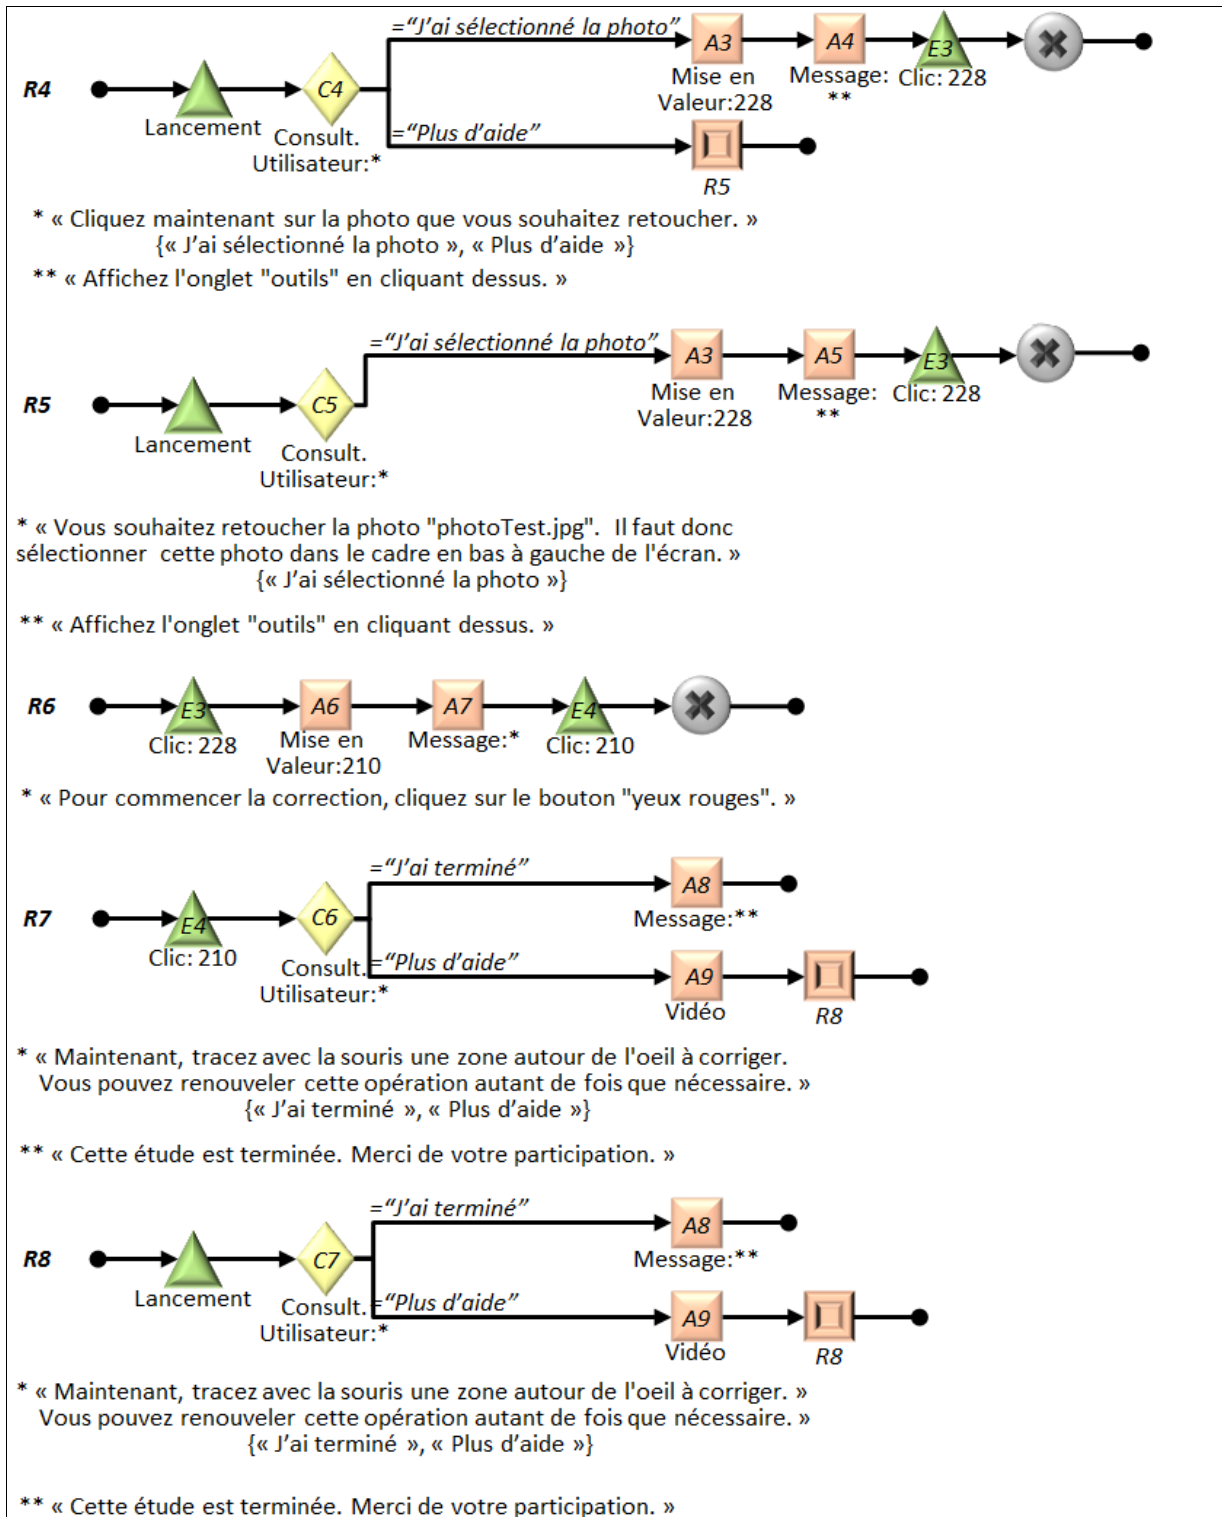 ="J'ai sélectionné la photo"
R4
C4
A3
A4
E3
Lancement
Consult.
Utilisateur:*
Mise en
Valeur:228
Message:
**
Clic: 228
="Plus d'aide"
R5
* « Cliquez maintenant sur la photo que vous souhaitez retoucher. »
{« J'ai sélectionné la photo », « Plus d'aide »}
** « Affichez l'onglet "outils" en cliquant dessus. »
="J'ai sélectionné la photo"
R5
C5
A3
A5
E3
Lancement
Consult.
Utilisateur:*
Mise en
Valeur:228
Message:
**
Clic: 228
* « Vous souhaitez retoucher la photo "photoTest.jpg". Il faut donc
sélectionner cette photo dans le cadre en bas à gauche de l'écran. »
{« J'ai sélectionné la photo »}
** « Affichez l'onglet "outils" en cliquant dessus. »
R6
E3
A6
A7
E4
Clic: 228
Mise en
Valeur:210
Message:*
Clic: 210
* « Pour commencer la correction, cliquez sur le bouton "yeux rouges". »
="J'ai terminé"
R7
E4
C6
A8
Clic: 210
Consult.
Utilisateur:*
Message:**
="Plus d'aide"
A9
Vidéo
R8
* « Maintenant, tracez avec la souris une zone autour de l'oeil à corriger.
Vous pouvez renouveler cette opération autant de fois que nécessaire. »
{« J'ai terminé », « Plus d'aide »}
** « Cette étude est terminée. Merci de votre participation. »
="J'ai terminé"
R8
C7
A8
Lancement
Consult.
Utilisateur:*
Message:**
="Plus d'aide"
A9
Vidéo
R8
* « Maintenant, tracez avec la souris une zone autour de l'oeil à corriger. »
Vous pouvez renouveler cette opération autant de fois que nécessaire. »
{« J'ai terminé », « Plus d'aide »}
** « Cette étude est terminée. Merci de votre participation. »